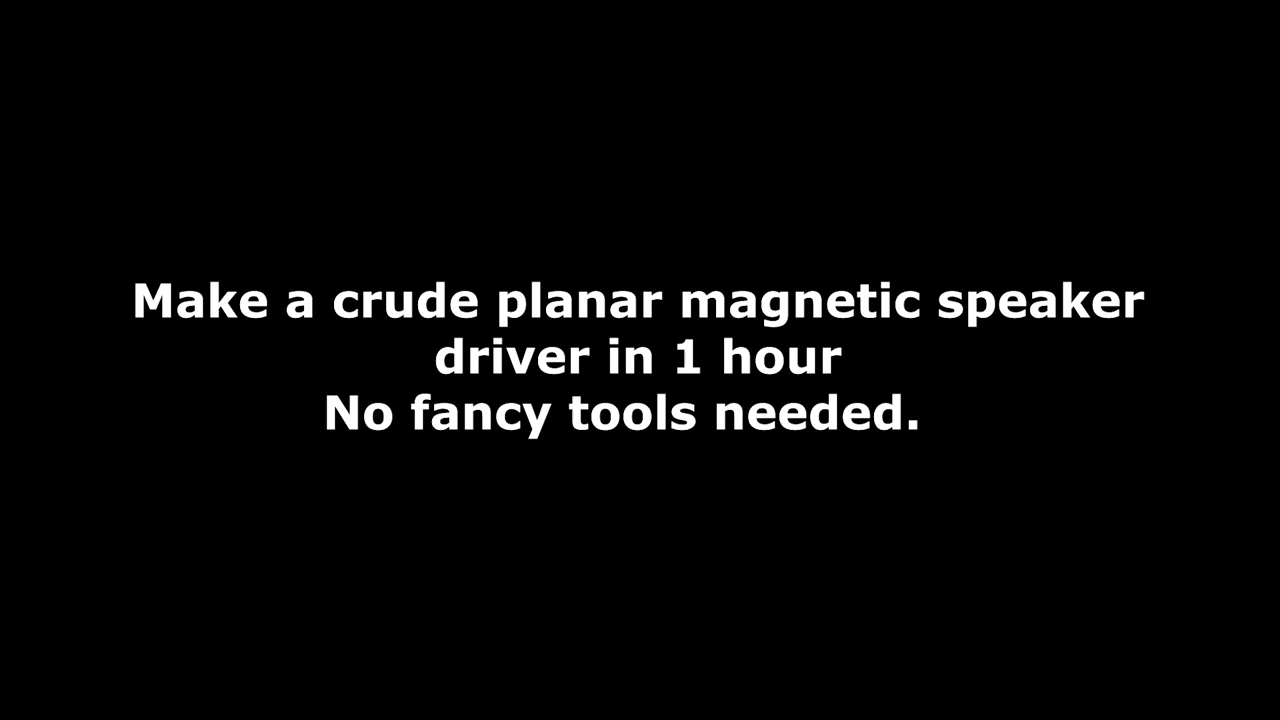 Make a crude planar magnetic speaker
driver in 1 hour
No fancy tools needed.